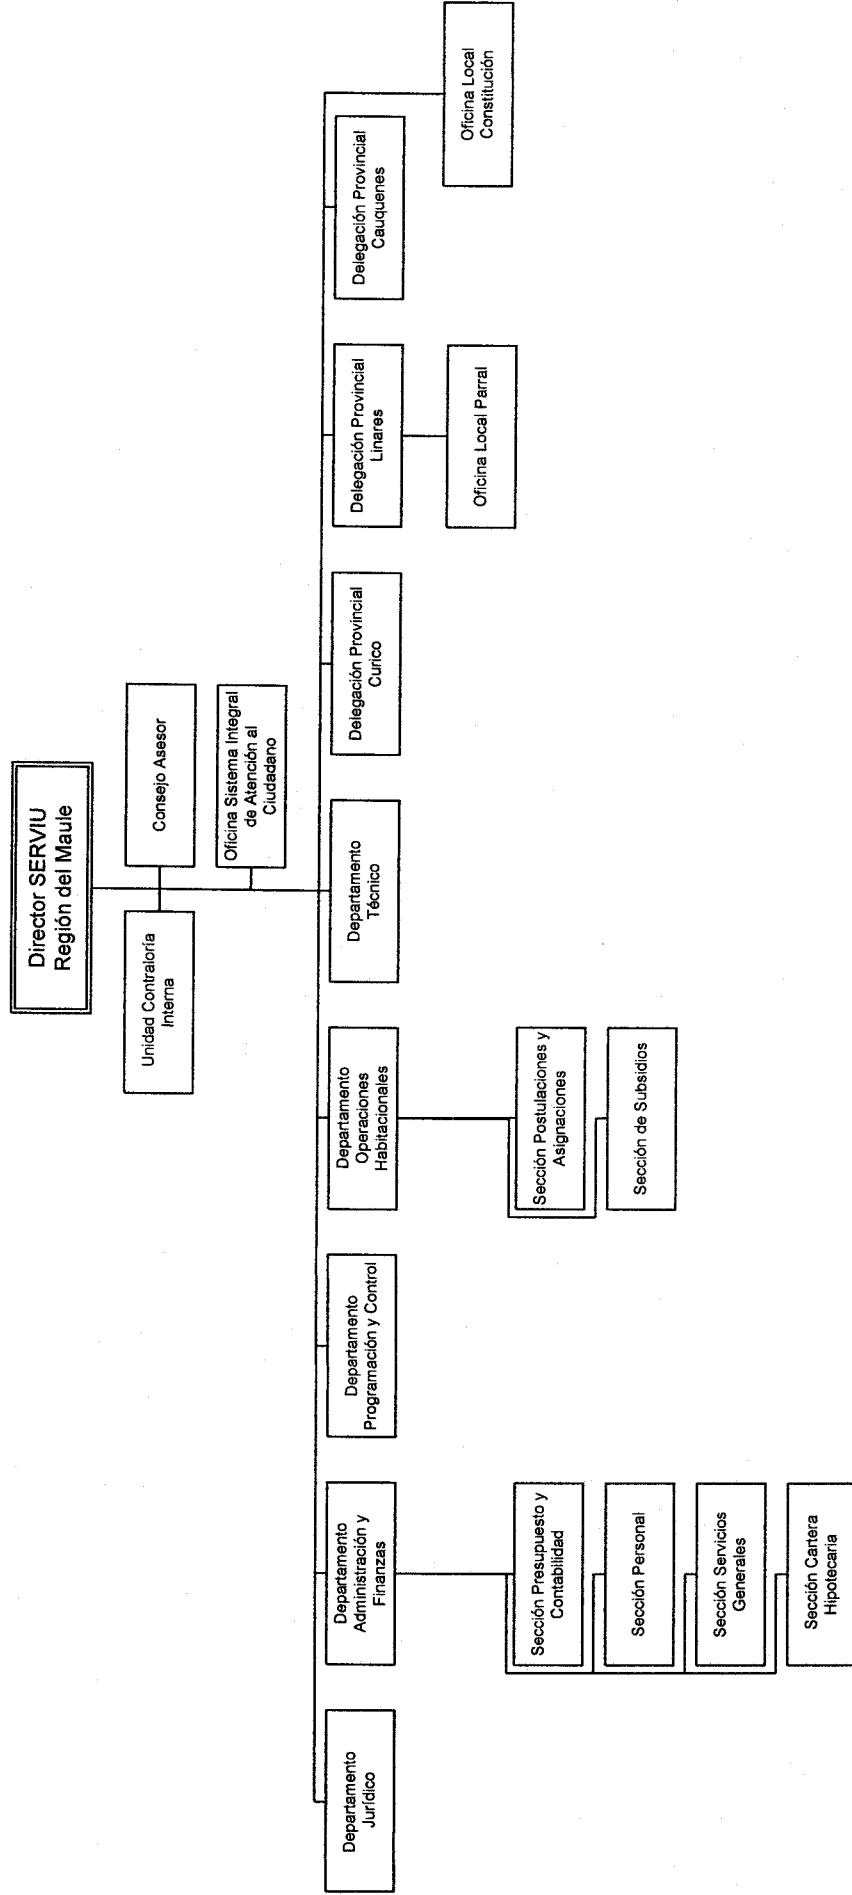 Director SERVIU
Región del Maule
Unidad Contraloría
Interna
Consejo Asesor
Oficina Sistema Integral
de Atención al
Ciudadano
Departamento
Jurídico
Departamento
Administración y
Finanzas
Departamento
Programación y Control
Departamento
Operaciones
Habitacionales
Departamento
Técnico
Delegación Provincial
Curico
Delegación Provincial
Linares
Delegación Provincial
Cauquenes
Oficina Local
Constitución
Oficina Local Parral
Sección Presupuesto y
Contabilidad
Sección Personal
Sección Servicios
Generales
Sección Cartera
Hipotecaria
Sección Postulaciones y
Asignaciones
Sección de Subsidios